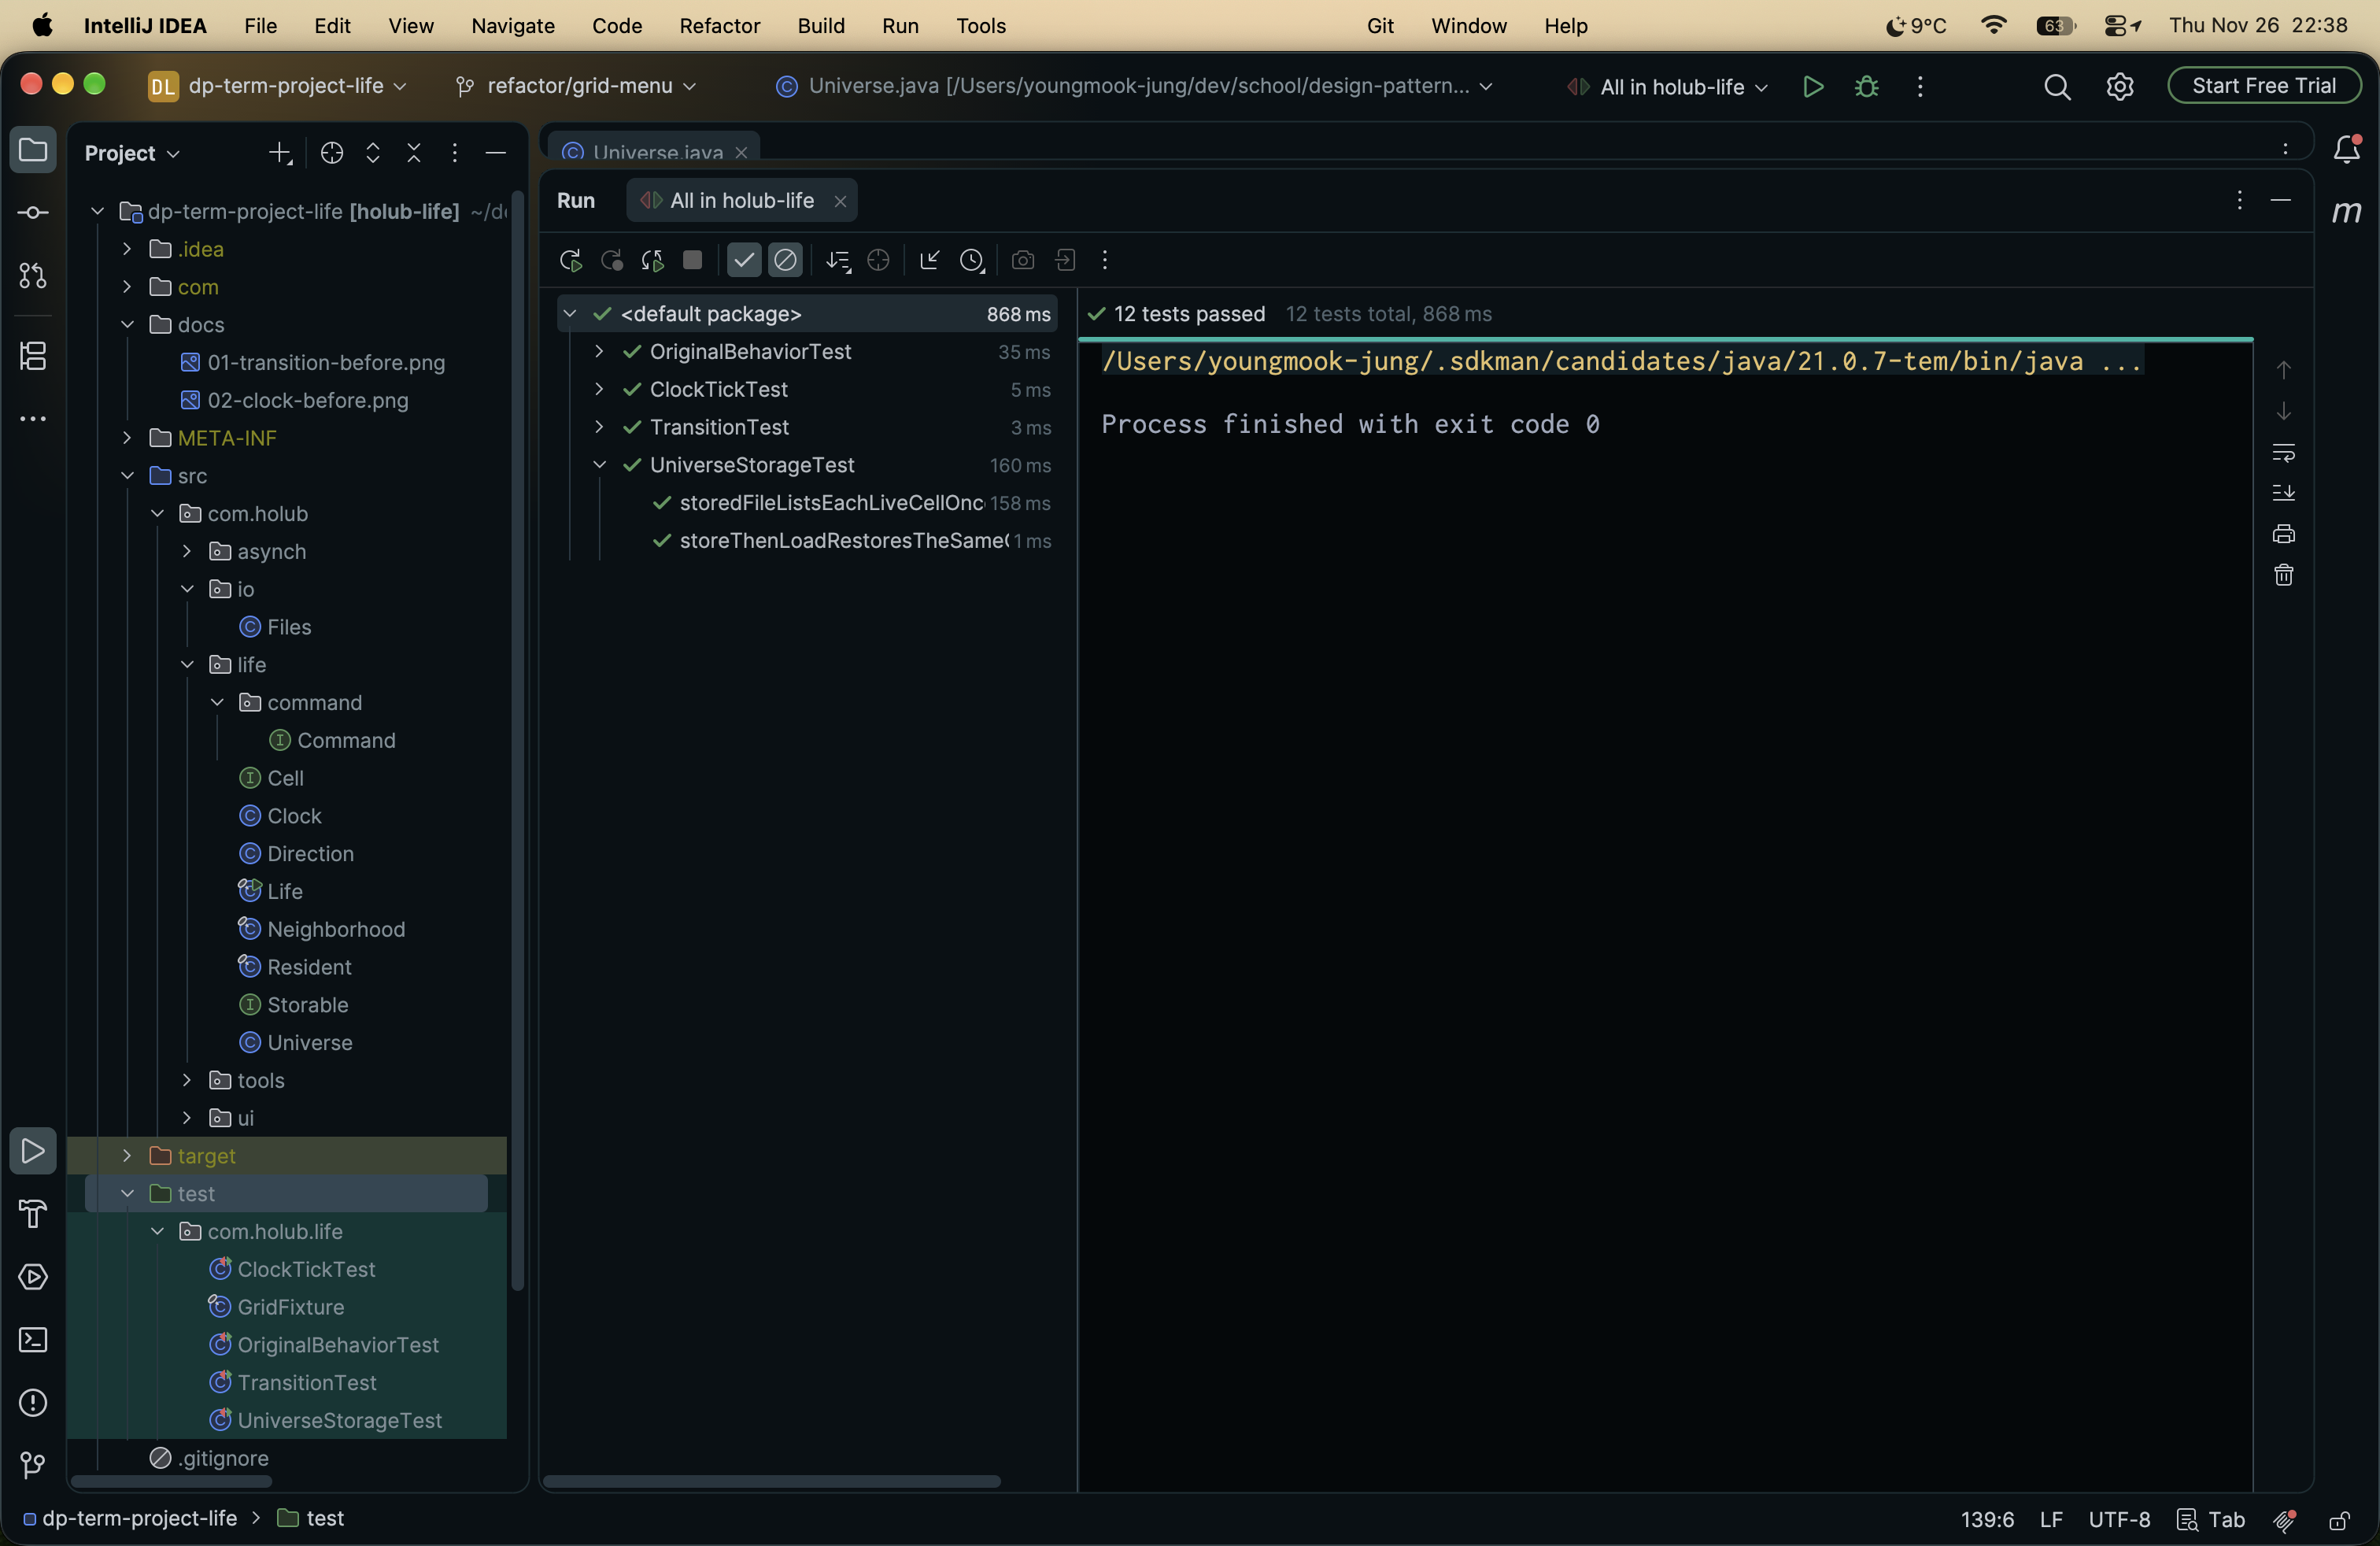 IntelliJ IDEA File Edit View Navigate Code Refactor Build Run Tools Git Window Help 9°C 63 Thu Nov 26 22:38
DL dp-term-project-life refactor/grid-menu Universe.java [/Users/youngmook-jung/dev/school/design-pattern... All in holub-life Start Free Trial
Project
dp-term-project-life [holub-life] ~/d
.idea
com
docs
01-transition-before.png
02-clock-before.png
META-INF
src
com.holub
asynch
io
Files
life
command
Command
Cell
Clock
Direction
Life
Neighborhood
Resident
Storable
Universe
tools
ui
target
test
com.holub.life
ClockTickTest
GridFixture
OriginalBehaviorTest
TransitionTest
UniverseStorageTest
.gitignore
Universe.java
Run All in holub-life
<default package> 868 ms
OriginalBehaviorTest 35 ms
ClockTickTest 5 ms
TransitionTest 3 ms
UniverseStorageTest 160 ms
storedFileListsEachLiveCellOnc 158 ms
storeThenLoadRestoresTheSame 1 ms
12 tests passed 12 tests total, 868 ms
/Users/youngmook-jung/.sdkman/candidates/java/21.0.7-tem/bin/java ...
Process finished with exit code 0
m
dp-term-project-life > test 139:6 LF UTF-8 Tab